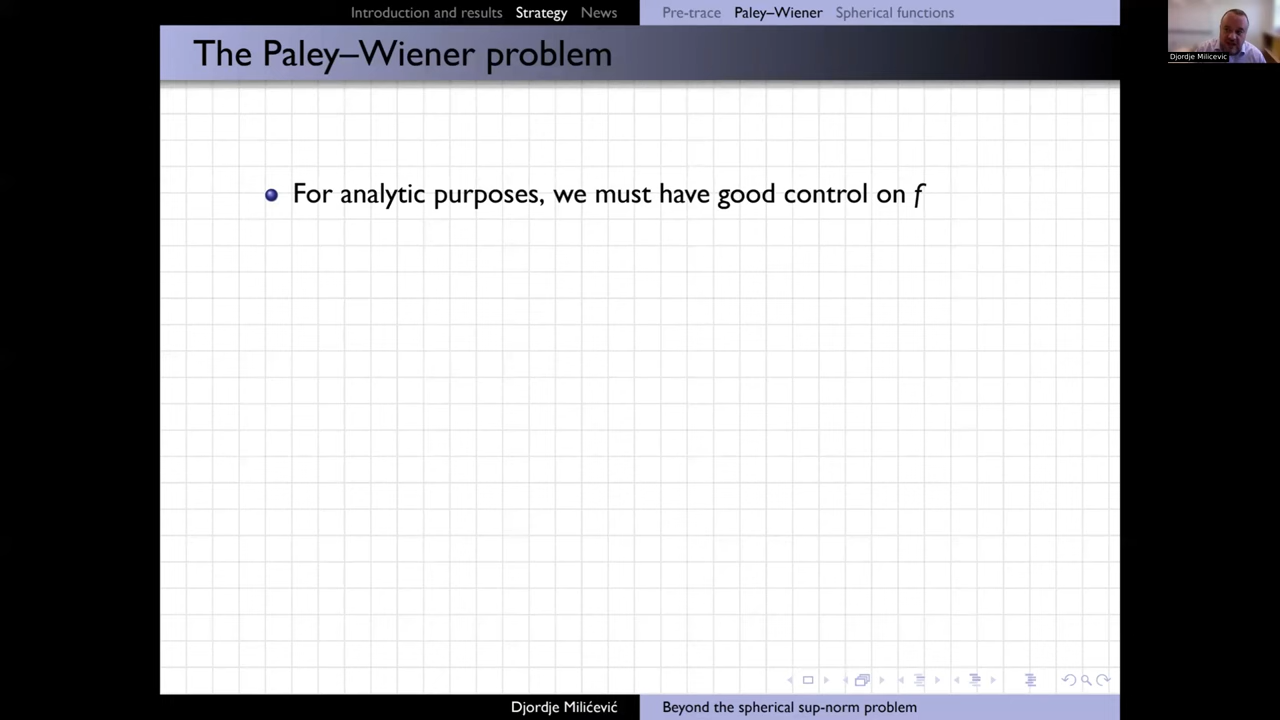 Introduction and results Strategy News Pre-trace Paley–Wiener Spherical functions
The Paley–Wiener problem
Djordje Milicevic
For analytic purposes, we must have good control on f
Djordje Milićević Beyond the spherical sup-norm problem